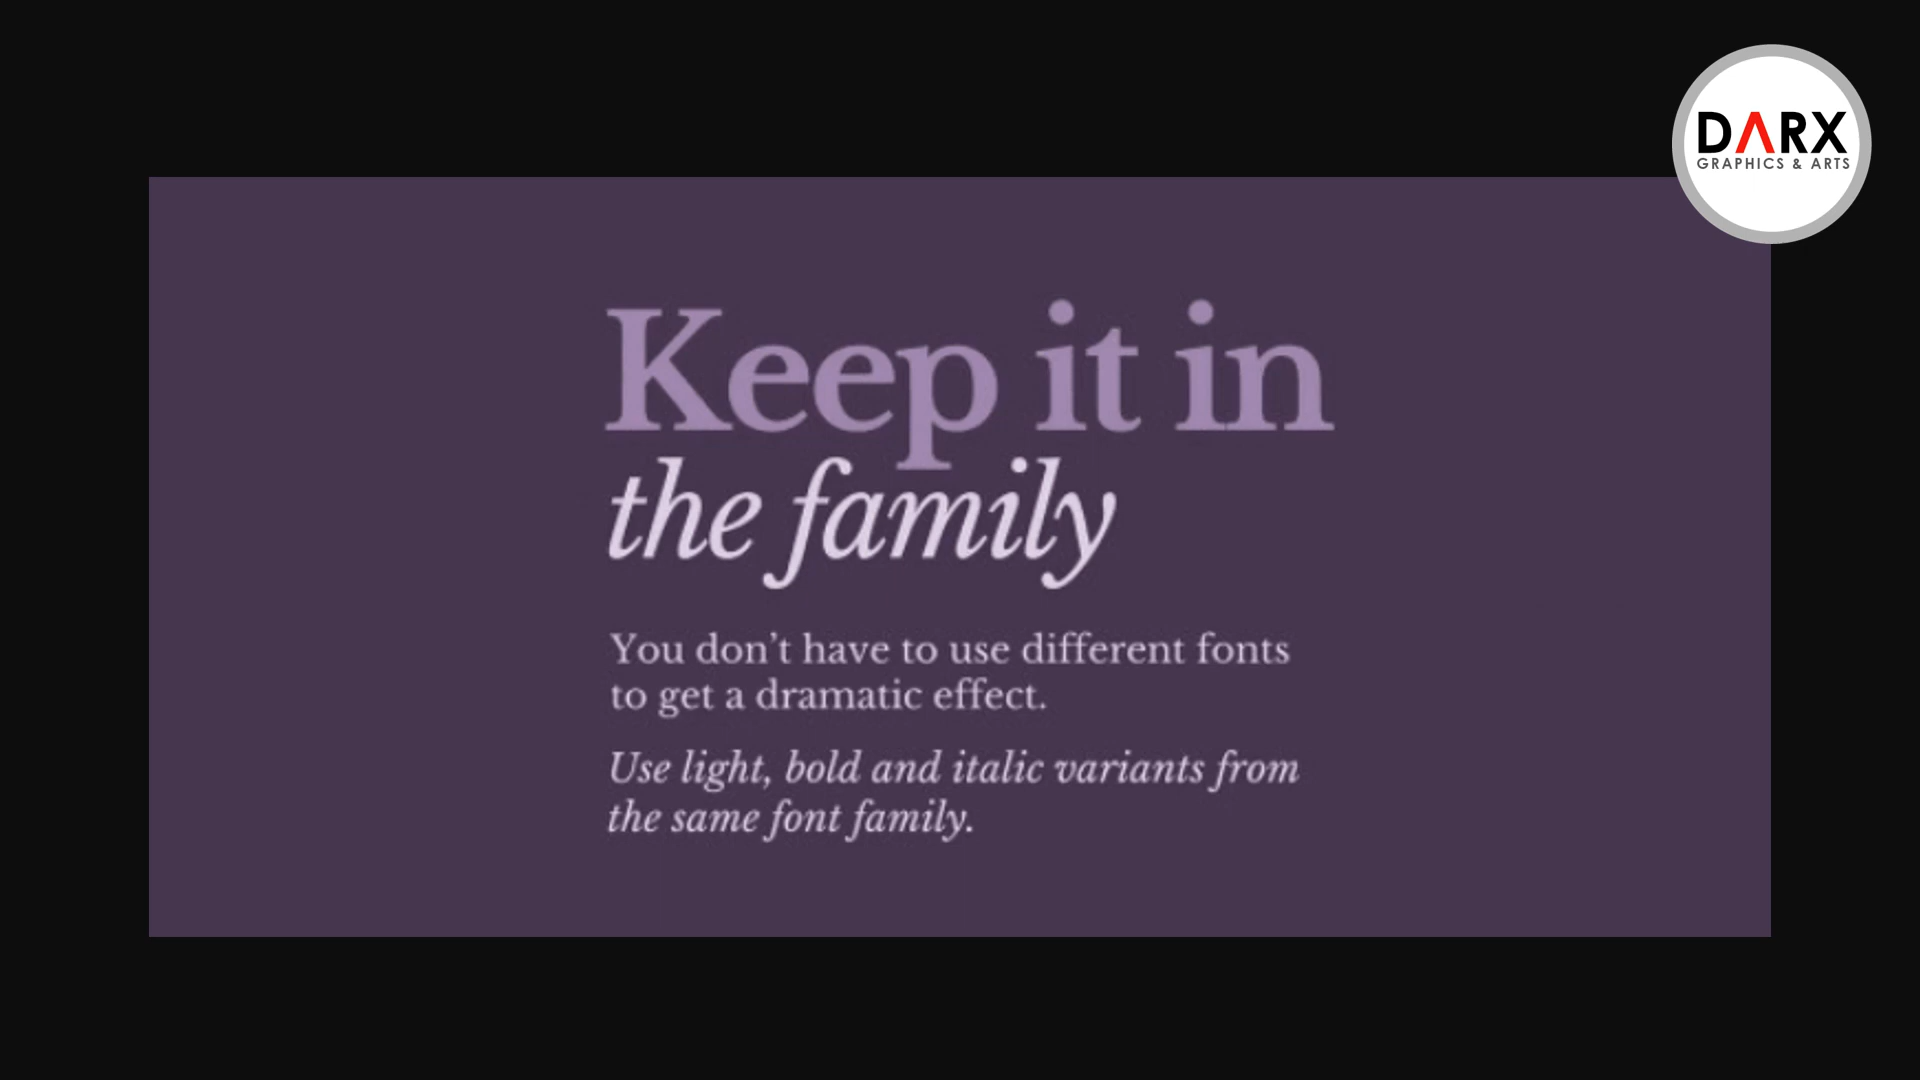 DARX
GRAPHICS & ARTS
Keep it in
the family
You don’t have to use different fonts
to get a dramatic effect.
Use light, bold and italic variants from
the same font family.